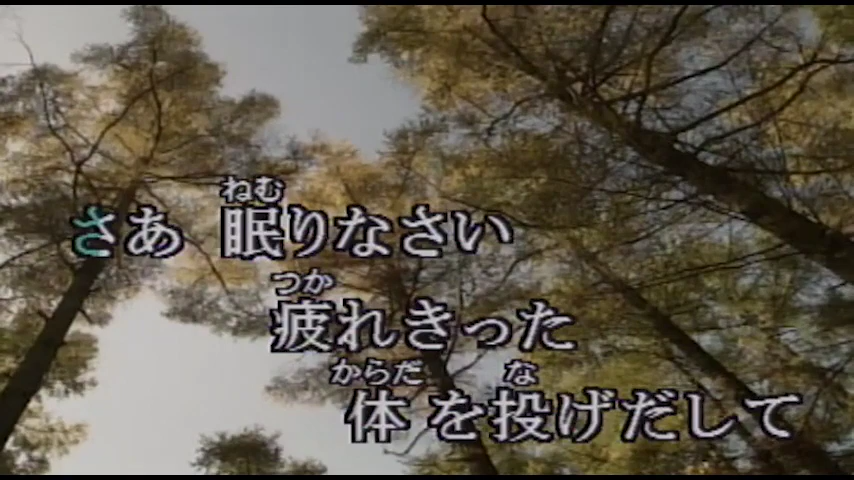 ねむ
さあ 眠りなさい
つか
疲れきった
からだ な
体を投げだして